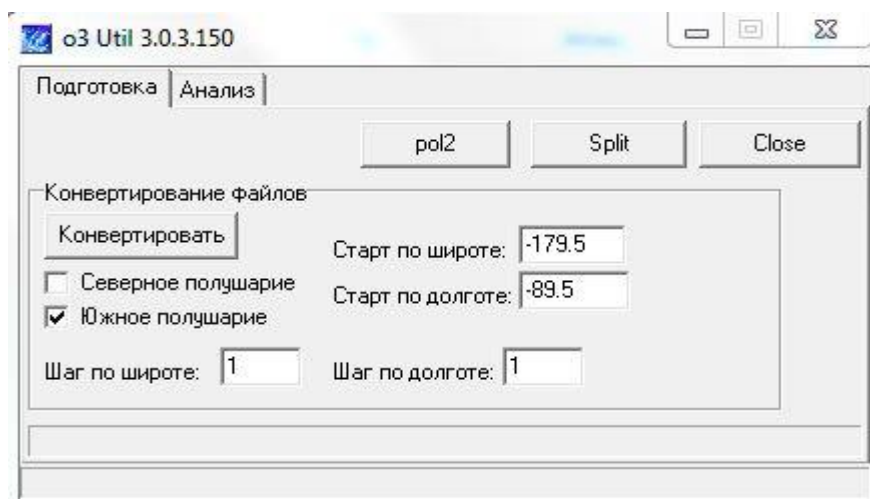 o3 Util 3.0.3.150
Подготовка Анализ
pol2 Split Close
Конвертирование файлов
Конвертировать
Старт по широте: -179.5
Северное полушарие
Старт по долготе: -89.5
Южное полушарие
Шаг по широте: 1 Шаг по долготе: 1